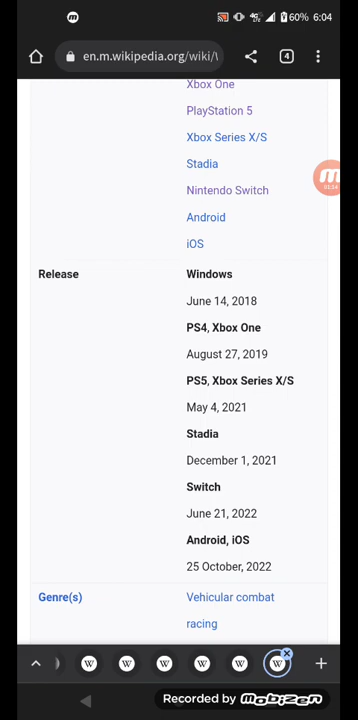 60% 6:04
en.m.wikipedia.org/wiki/
4
Xbox One
PlayStation 5
Xbox Series X/S
Stadia
Nintendo Switch
Android
iOS
Release
Windows
June 14, 2018
PS4, Xbox One
August 27, 2019
PS5, Xbox Series X/S
May 4, 2021
Stadia
December 1, 2021
Switch
June 21, 2022
Android, iOS
25 October, 2022
Genre(s)
Vehicular combat
racing
W W W W W W
Recorded by MOBIZEN